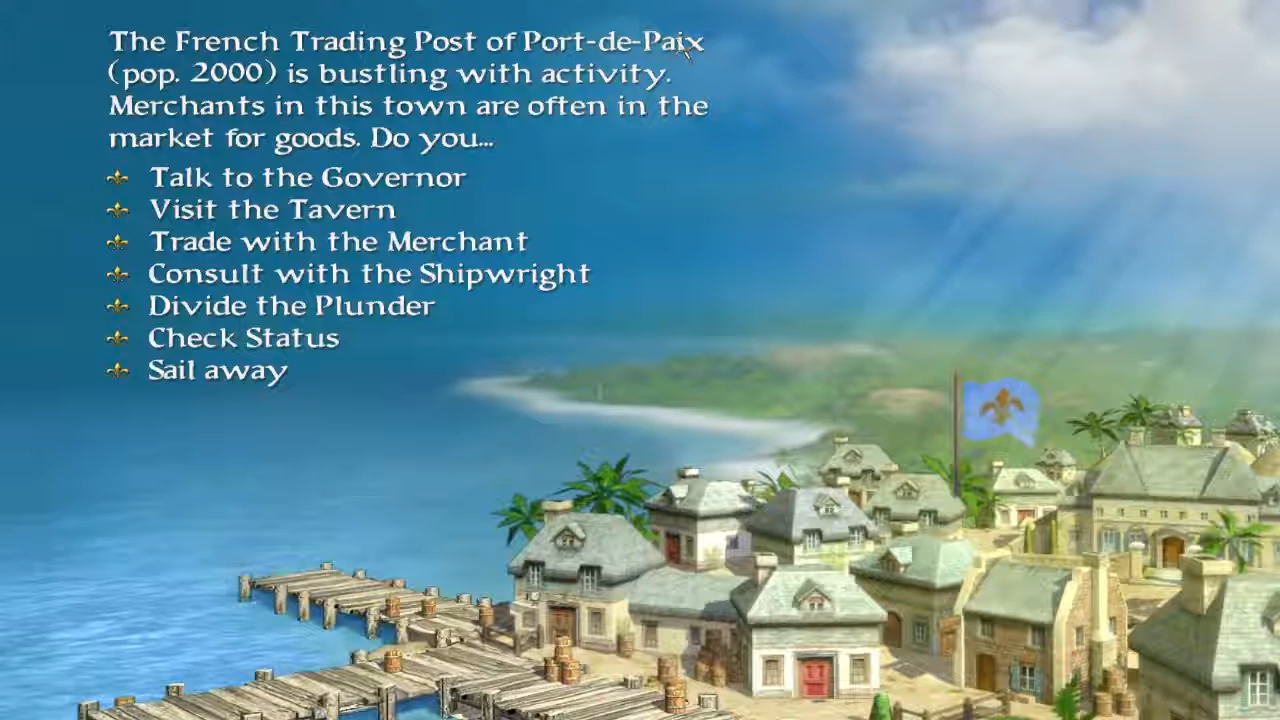 The French Trading Post of Port-de-Paix
(pop. 2000) is bustling with activity.
Merchants in this town are often in the
market for goods. Do you...
Talk to the Governor
Visit the Tavern
Trade with the Merchant
Consult with the Shipwright
Divide the Plunder
Check Status
Sail away